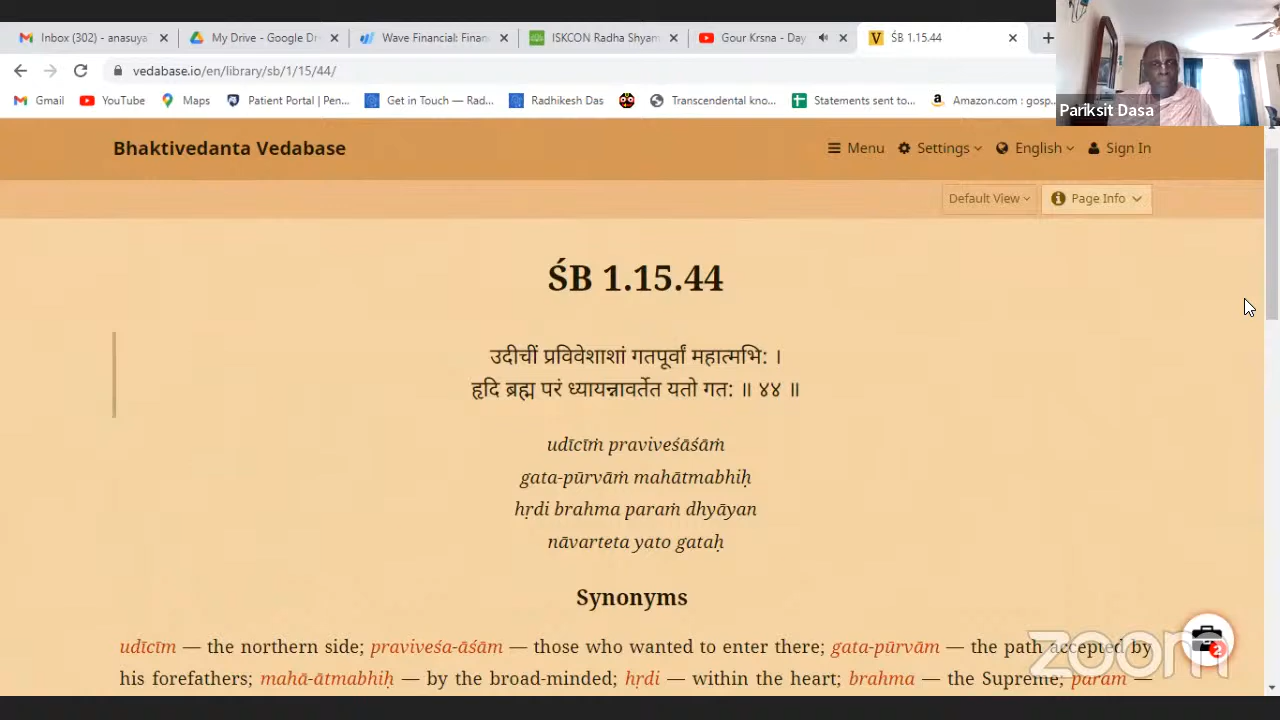 Inbox (302) - anasuya
My Drive - Google Dr
Wave Financial: Finan
ISKCON Radha Shyam
Gour Krsna - Day
ŚB 1.15.44
vedabase.io/en/library/sb/1/15/44/
Gmail
YouTube
Maps
Patient Portal | Pen...
Get in Touch — Rad...
Radhikesh Das
Transcendental kno...
Statements sent to...
Amazon.com : gosp...
Pariksit Dasa
Bhaktivedanta Vedabase
Menu
Settings
English
Sign In
Default View
Page Info
ŚB 1.15.44
उदीचीं प्रविवेशाशां गतपूर्वां महात्मभि: ।
हृदि ब्रह्म परं ध्यायन्नावर्तेत यतो गत: ॥ ४४ ॥
udīcīṁ praviveśāśāṁ
gata-pūrvāṁ mahātmabhiḥ
hṛdi brahma paraṁ dhyāyan
nāvarteta yato gataḥ
Synonyms
udīcīm — the northern side; praviveśa-āśām — those who wanted to enter there; gata-pūrvām — the path accepted by
his forefathers; mahā-ātmabhiḥ — by the broad-minded; hṛdi — within the heart; brahma — the Supreme; param —
2
zoom